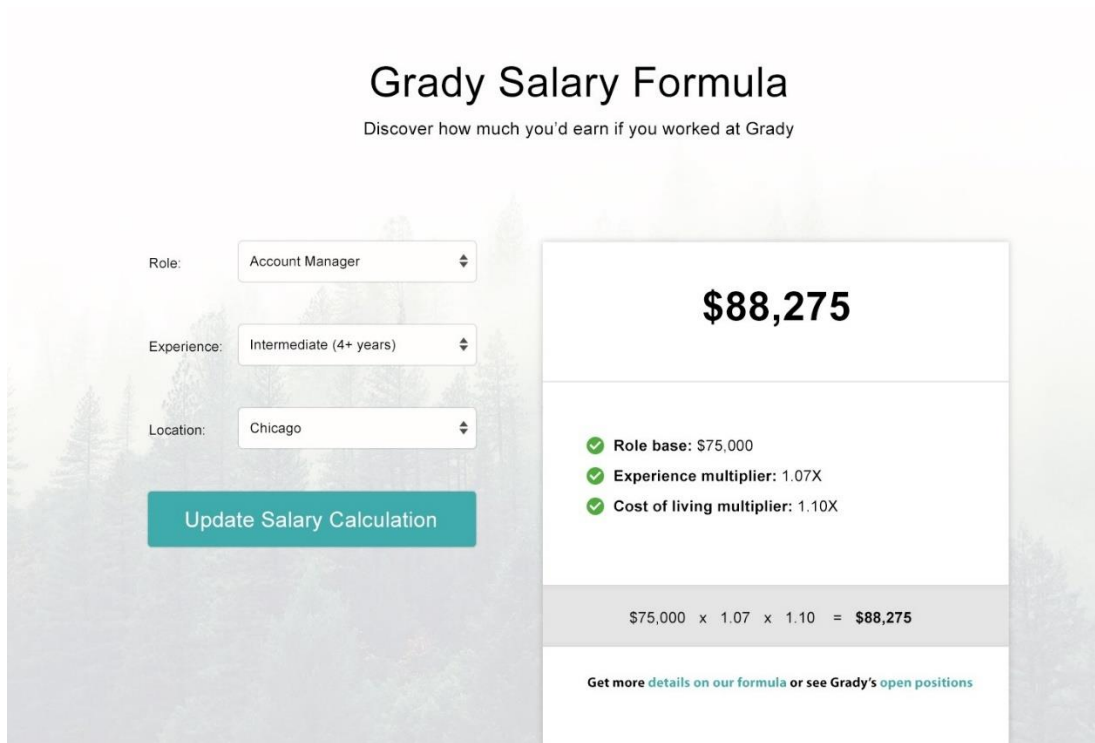 Grady Salary Formula
Discover how much you'd earn if you worked at Grady
Role:
Account Manager
Experience:
Intermediate (4+ years)
Location:
Chicago
Update Salary Calculation
$88,275
Role base: $75,000
Experience multiplier: 1.07X
Cost of living multiplier: 1.10X
$75,000 x 1.07 x 1.10 = $88,275
Get more details on our formula or see Grady's open positions